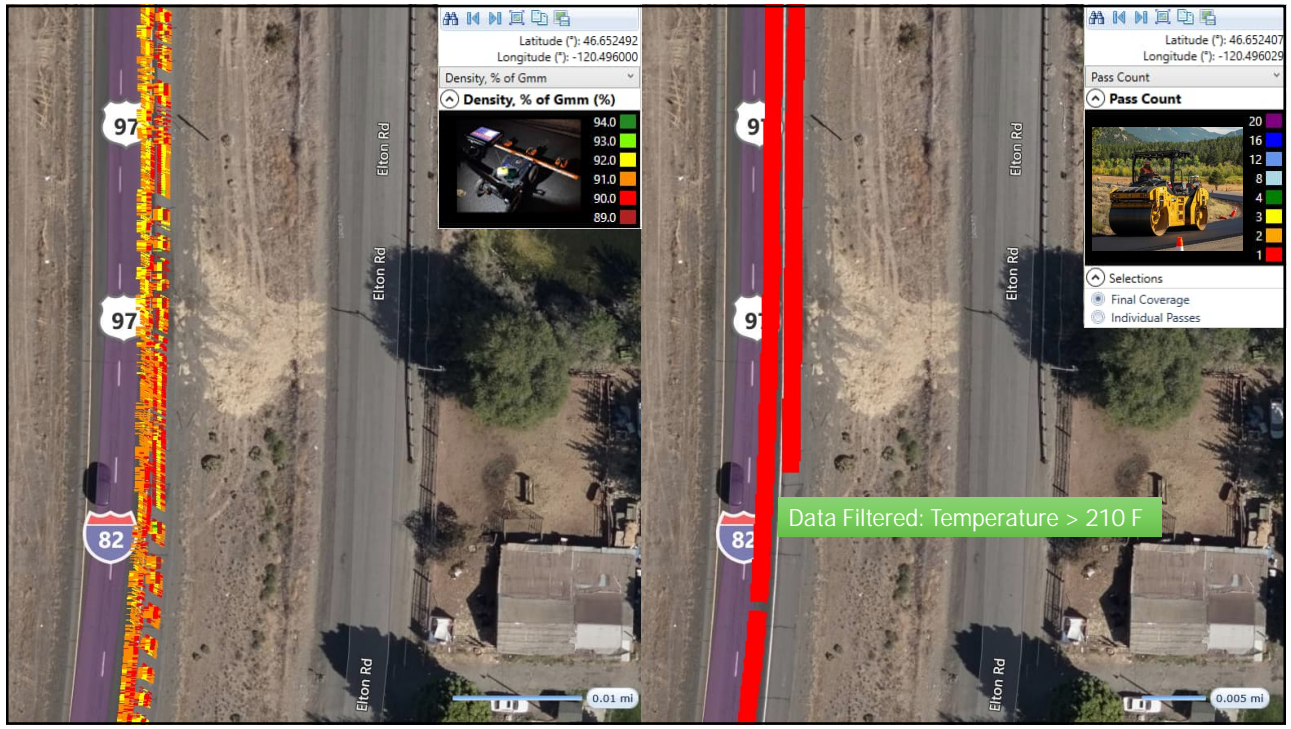 Latitude (°): 46.652492
Longitude (°): -120.496000
Density, % of Gmm
Density, % of Gmm (%)
94.0
93.0
92.0
91.0
90.0
89.0
97
Elton Rd
Elton Rd
97
82
Elton Rd
0.01 mi
Latitude (°): 46.652407
Longitude (°): -120.496029
Pass Count
Pass Count
20
16
12
8
4
3
2
1
Selections
Final Coverage
Individual Passes
97
Elton Rd
Elton Rd
97
Data Filtered: Temperature > 210 F
82
Elton Rd
0.005 mi